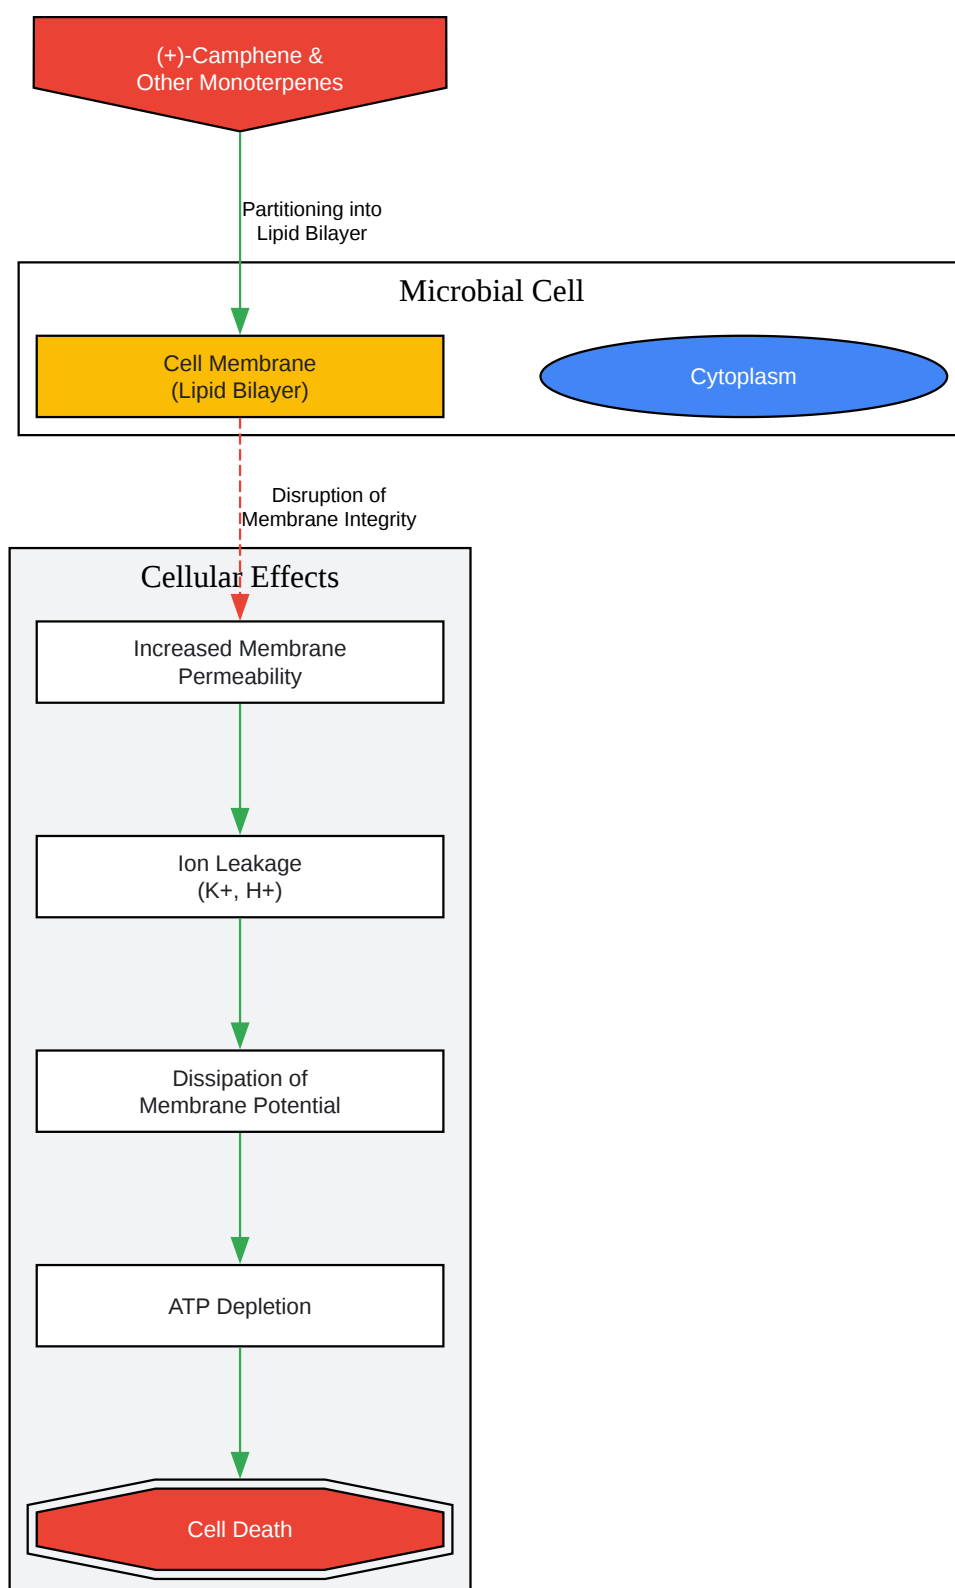 (+)-Camphene &
Other Monoterpenes
Partitioning into
Lipid Bilayer
Microbial Cell
Cell Membrane
(Lipid Bilayer)
Cytoplasm
Disruption of
Membrane Integrity
Cellular Effects
Increased Membrane
Permeability
Ion Leakage
(K+, H+)
Dissipation of
Membrane Potential
ATP Depletion
Cell Death